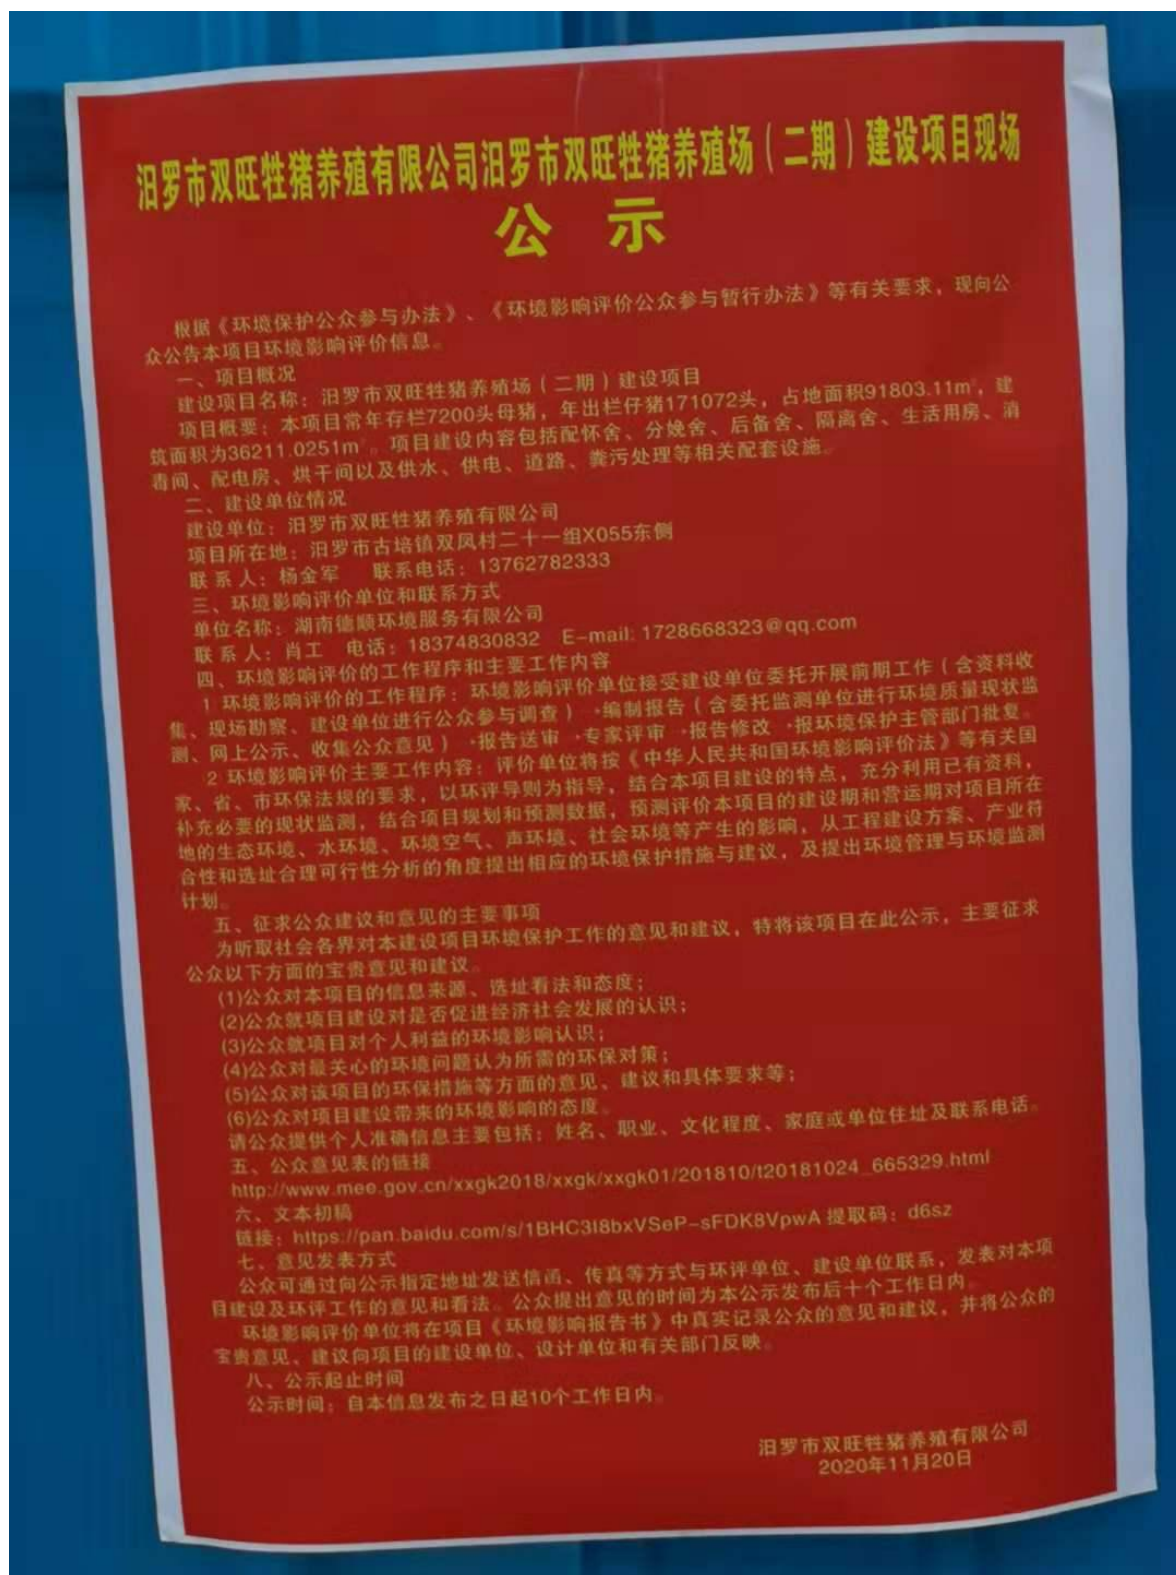 汨罗市双旺牲猪养殖有限公司汨罗市双旺牲猪养殖场(二期)建设项目现场
公示
根据《环境保护公众参与办法》、《环境影响评价公众参与暂行办法》等有关要求，现向公
众公告本项目环境影响评价信息。
一、项目概况
建设项目名称：汨罗市双旺牲猪养殖场(二期)建设项目
项目概要：本项目常年存栏7200头母猪，年出栏仔猪171072头，占地面积91803.11㎡，建
筑面积为36211.0251㎡。项目建设内容包括配怀舍、分娩舍、后备舍、隔离舍、生活用房、消
毒间、配电房、烘干间以及供水、供电、道路、粪污处理等相关配套设施。
二、建设单位情况
建设单位：汨罗市双旺牲猪养殖有限公司
项目所在地：汨罗市古培镇双凤村二十一组X055东侧
联系人：杨金军 联系电话：13762782333
三、环境影响评价单位和联系方式
单位名称：湖南德顺环境服务有限公司
联系人：肖工 电话：18374830832 E-mail: 1728668323@qq.com
四、环境影响评价的工作程序和主要工作内容
1 环境影响评价的工作程序：环境影响评价单位接受建设单位委托开展前期工作(含资料收
集、现场勘察、建设单位进行公众参与调查)→编制报告(含委托监测单位进行环境质量现状监
测、网上公示、收集公众意见)→报告送审→专家评审→报告修改→报环境保护主管部门批复。
2 环境影响评价主要工作内容：评价单位将按《中华人民共和国环境影响评价法》等有关国
家、省、市环保法规的要求，以环评导则为指导，结合本项目建设的特点，充分利用已有资料，
补充必要的现状监测，结合项目规划和预测数据，预测评价本项目的建设期和营运期对项目所在
地的生态环境、水环境、环境空气、声环境、社会环境等产生的影响，从工程建设方案、产业符
合性和选址合理可行性分析的角度提出相应的环境保护措施与建议，及提出环境管理与环境监测
计划。
五、征求公众建议和意见的主要事项
为听取社会各界对本建设项目环境保护工作的意见和建议，特将该项目在此公示，主要征求
公众以下方面的宝贵意见和建议。
(1)公众对本项目的信息来源、选址看法和态度；
(2)公众就项目建设对是否促进经济社会发展的认识；
(3)公众就项目对个人利益的环境影响认识；
(4)公众对最关心的环境问题认为所需的环保对策；
(5)公众对该项目的环保措施等方面的意见、建议和具体要求等；
(6)公众对项目建设带来的环境影响的态度。
请公众提供个人准确信息主要包括：姓名、职业、文化程度、家庭或单位住址及联系电话。
五、公众意见表的链接
http://www.mee.gov.cn/xxgk2018/xxgk/xxgk01/201810/t20181024_665329.html
六、文本初稿
链接：https://pan.baidu.com/s/1BHC3I8bxVSeP-sFDK8VpwA 提取码：d6sz
七、意见发表方式
公众可通过向公示指定地址发送信函、传真等方式与环评单位、建设单位联系，发表对本项
目建设及环评工作的意见和看法。公众提出意见的时间为本公示发布后十个工作日内。
环境影响评价单位将在项目《环境影响报告书》中真实记录公众的意见和建议，并将公众的
宝贵意见、建议向项目的建设单位、设计单位和有关部门反映。
八、公示起止时间
公示时间：自本信息发布之日起10个工作日内。
汨罗市双旺牲猪养殖有限公司
2020年11月20日